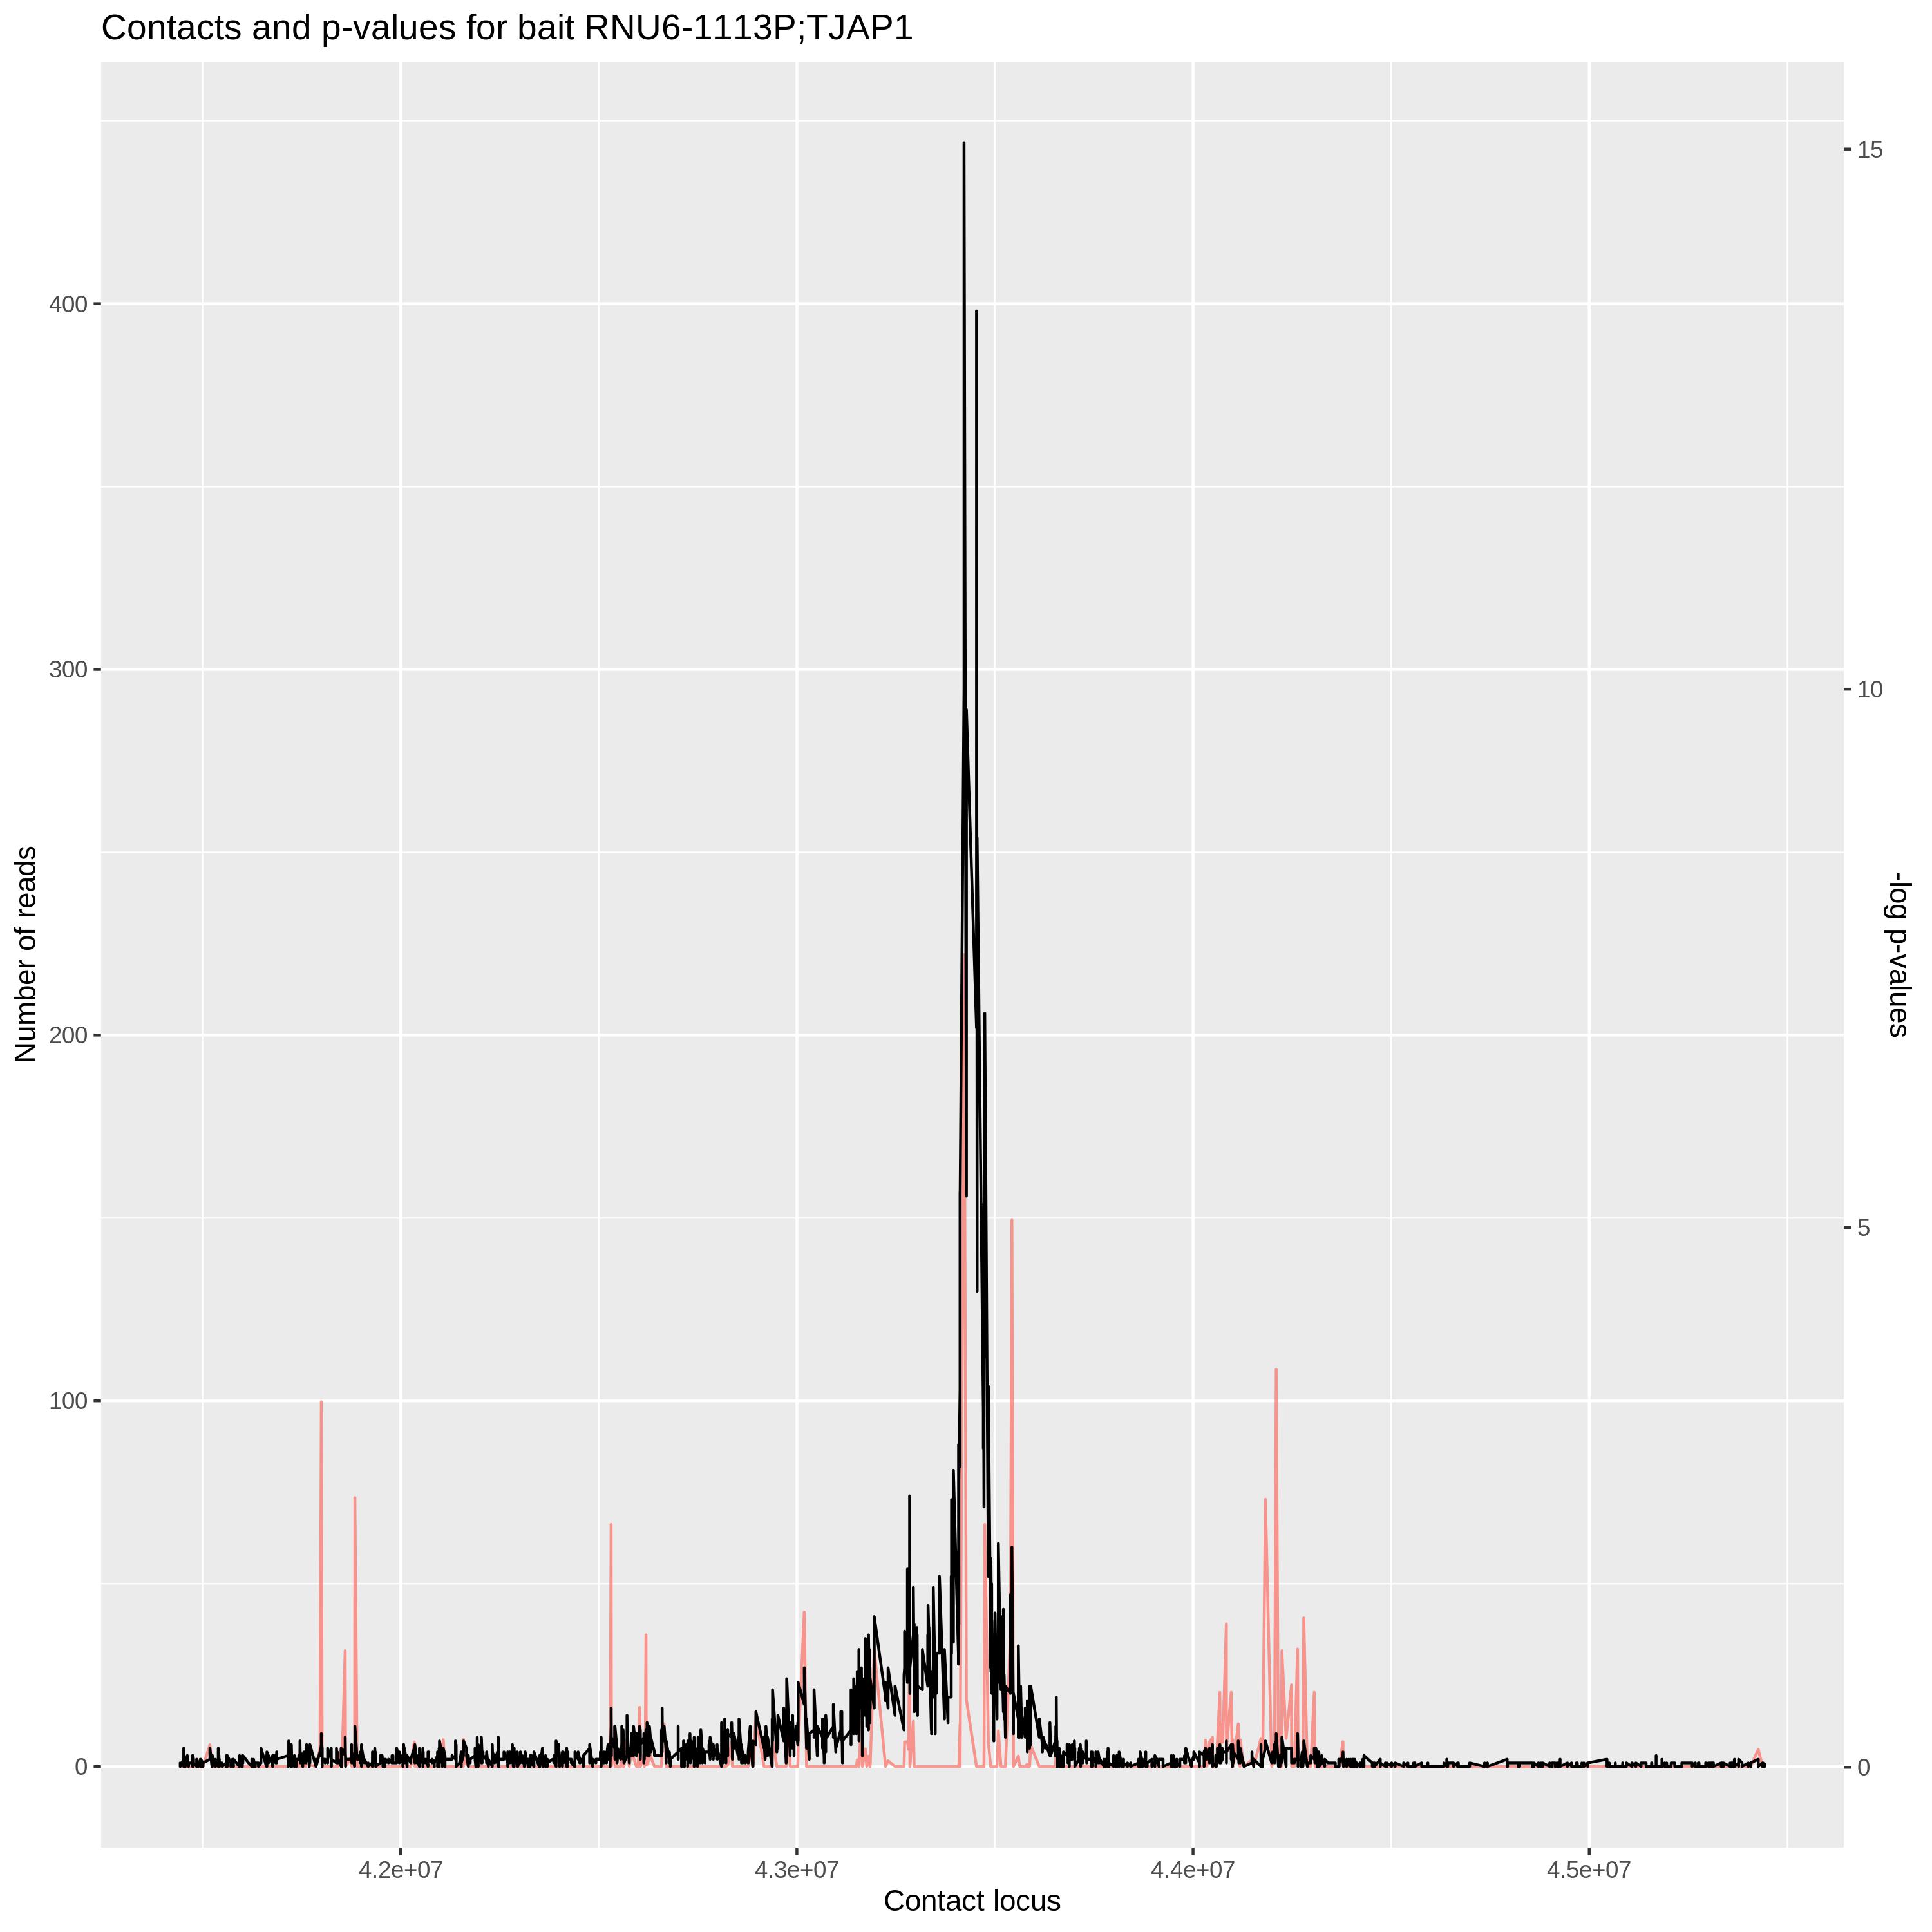 Contacts and p-values for bait RNU6-1113P;TJAP1
Number of reads
400
300
200
100
0
15
10
5
0
-log p-values
4.2e+07 4.3e+07 4.4e+07 4.5e+07
Contact locus